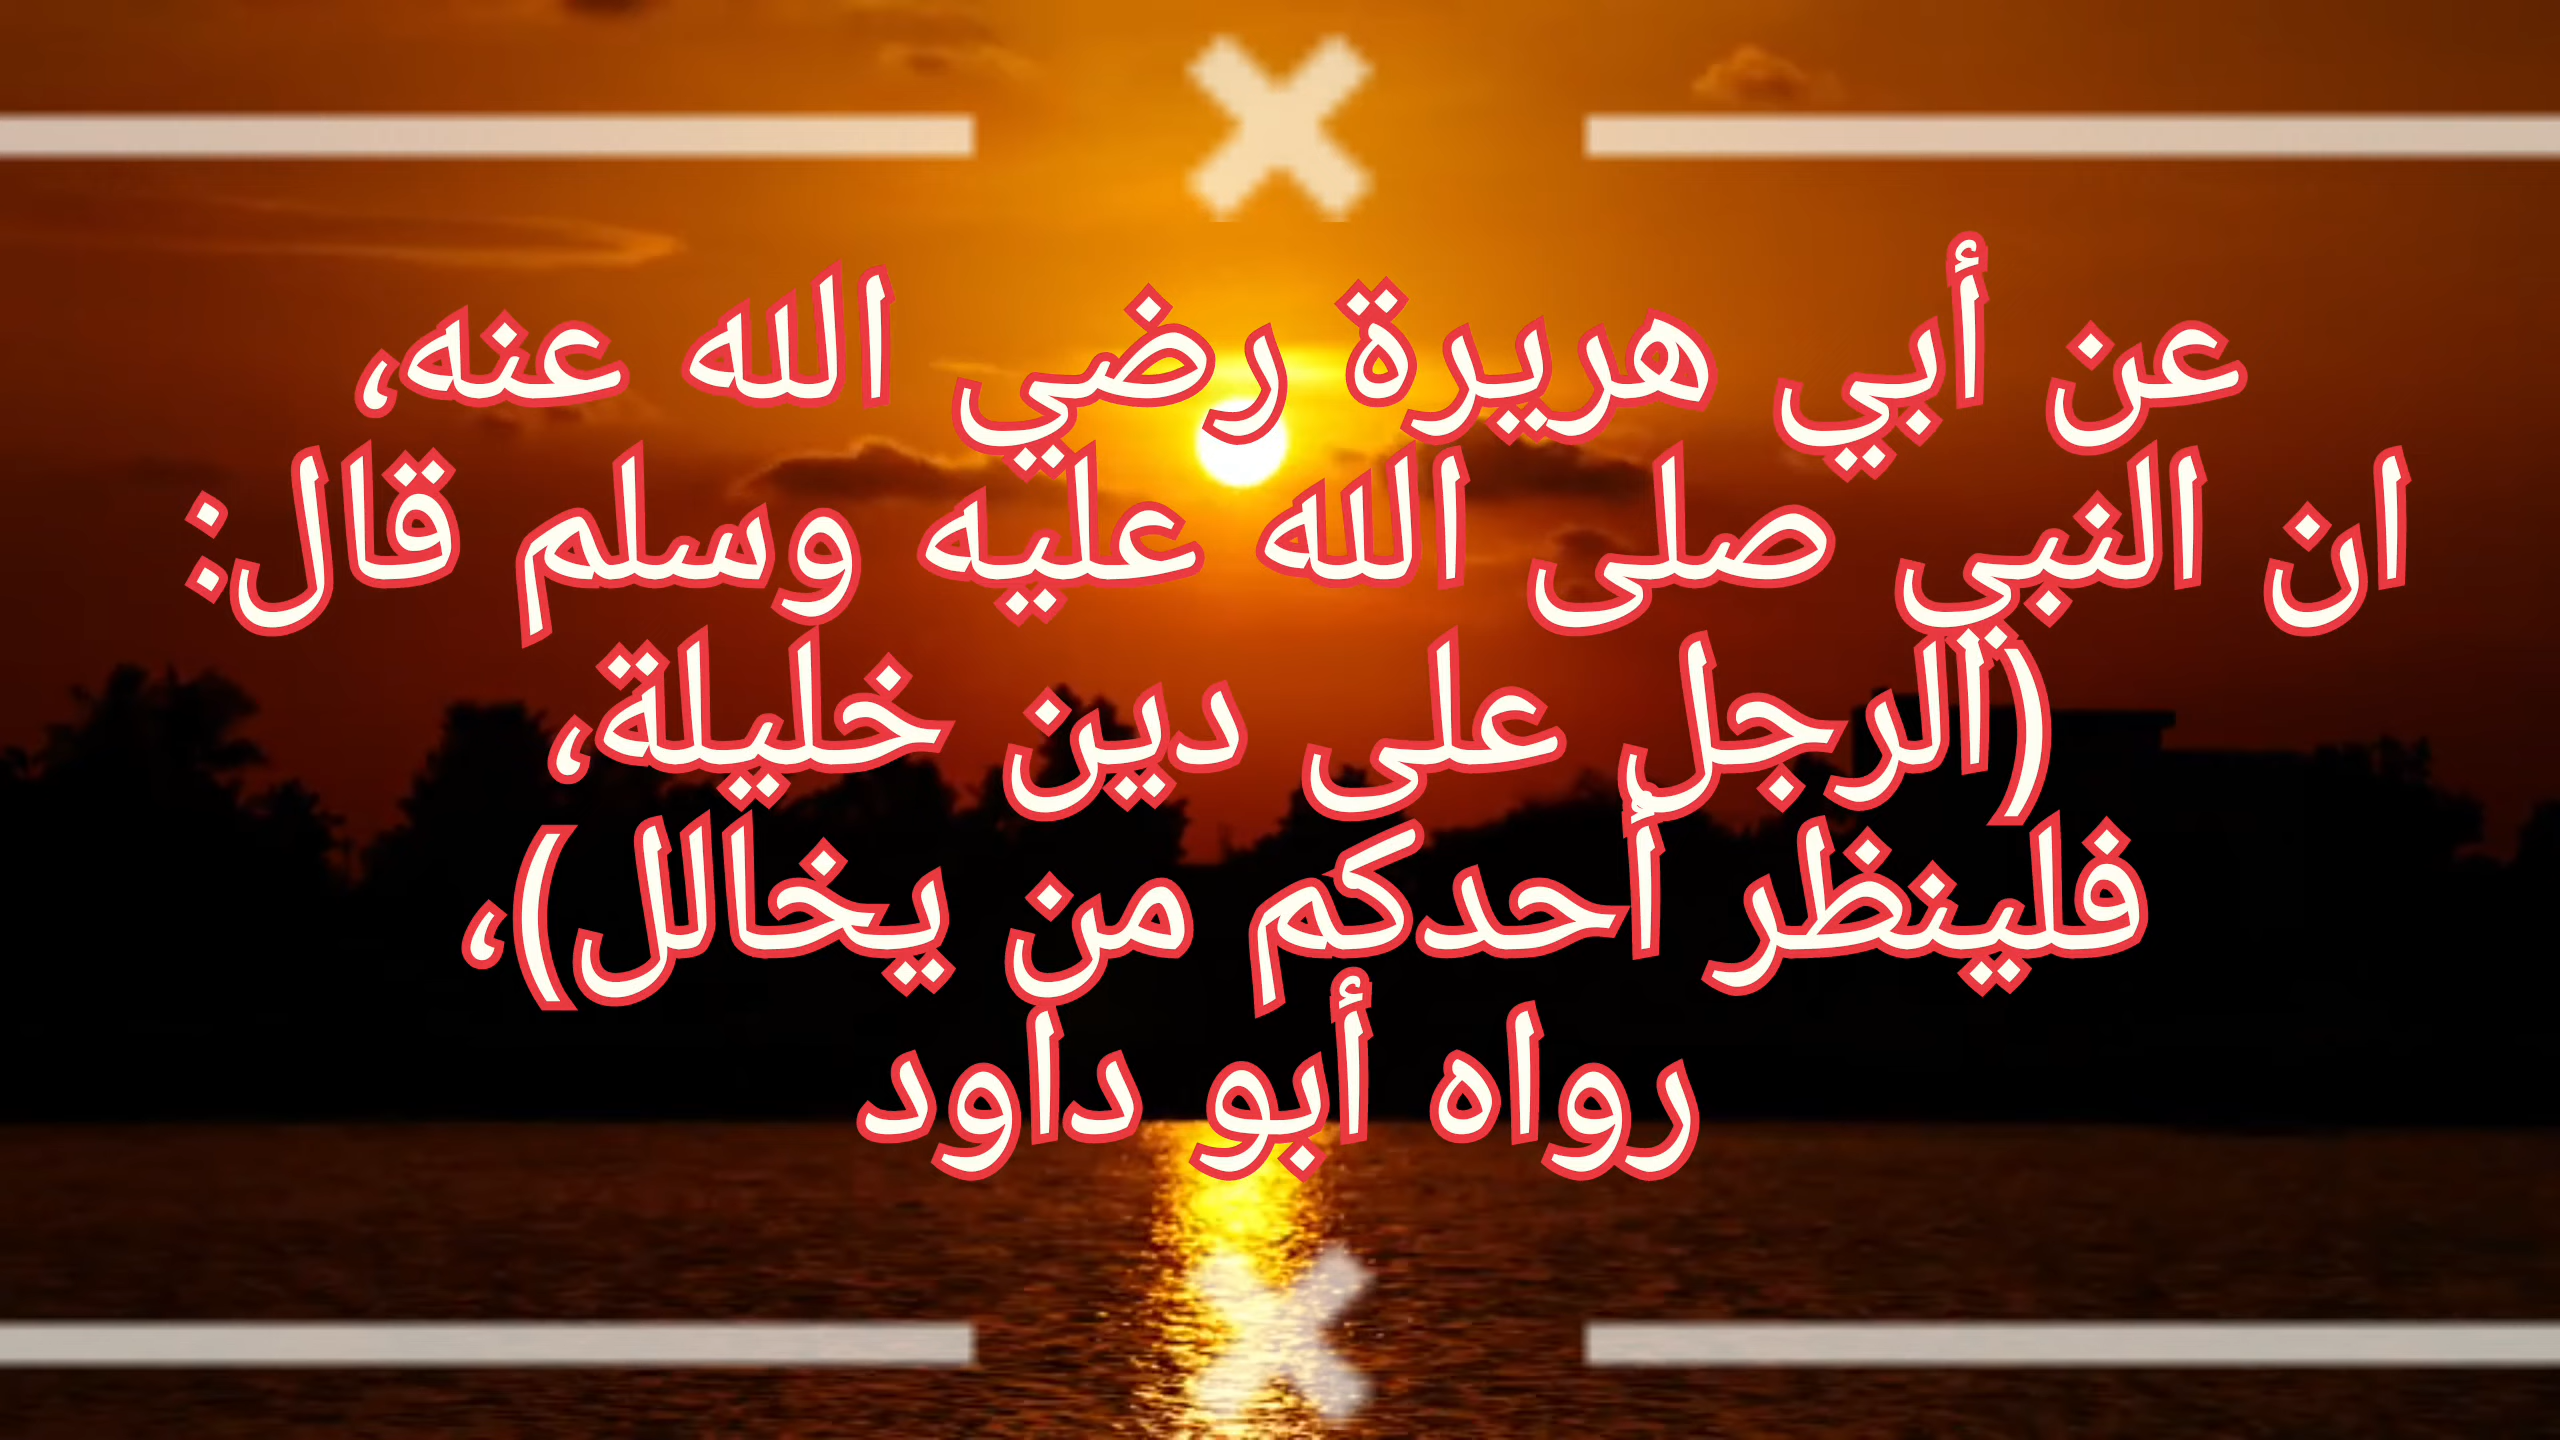 عن أبي هريرة رضي الله عنه،
ان النبي صلى الله عليه وسلم قال:
(الرجل على دين خليلة،
فلينظر أحدكم من يخالل)،
رواه أبو داود